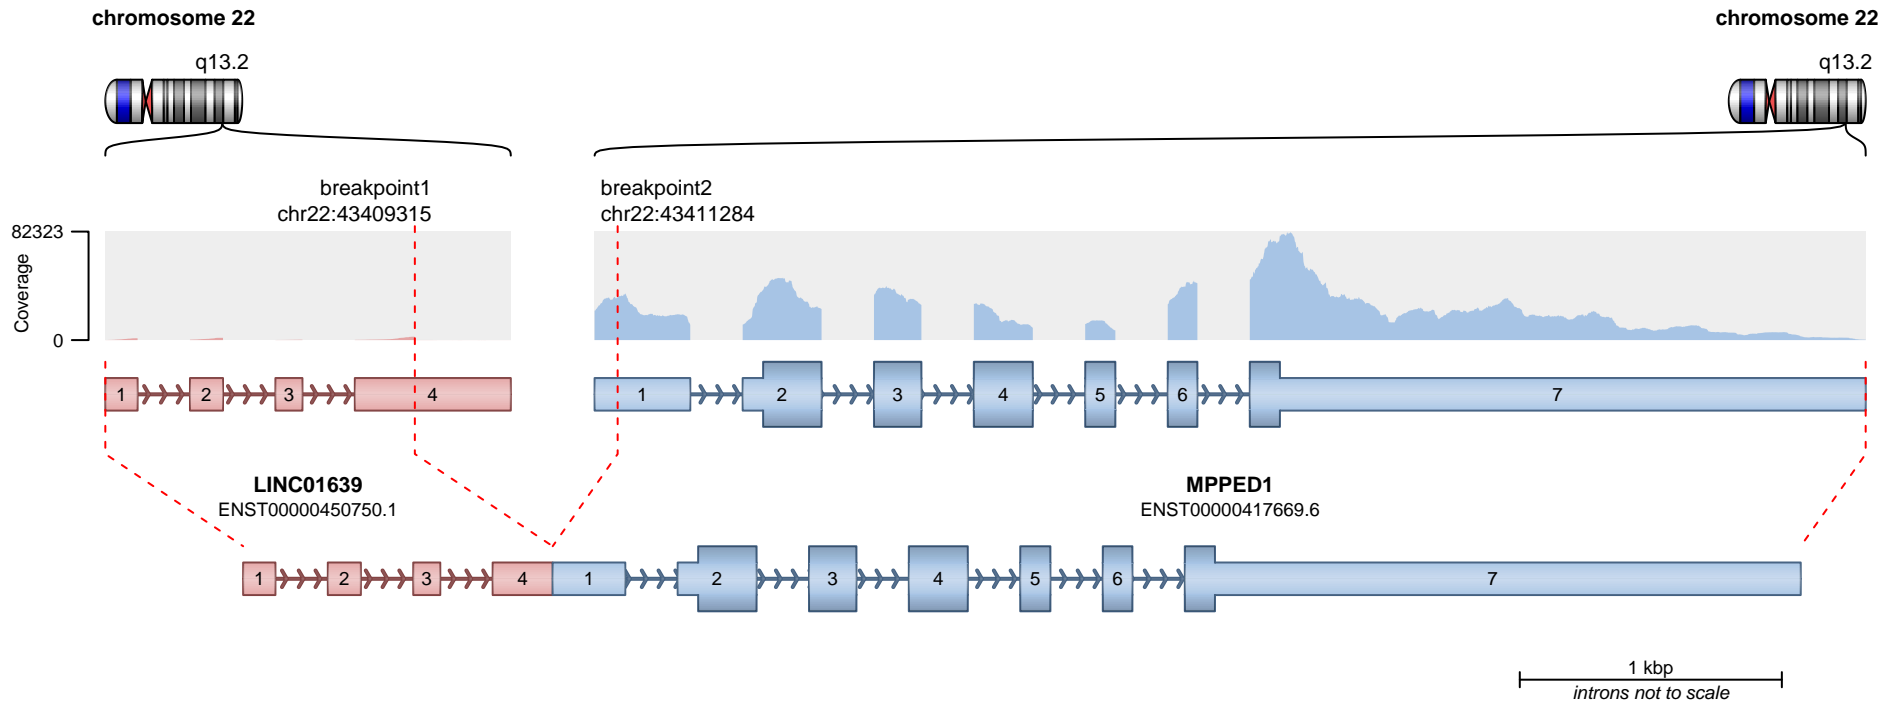 chromosome 22
chromosome 22
q13.2
q13.2
breakpoint1
chr22:43409315
breakpoint2
chr22:43411284
82323
Coverage
0
1 2 3 4
1 2 3 4 5 6 7
LINC01639
ENST00000450750.1
MPPED1
ENST00000417669.6
1 2 3 4 1 2 3 4 5 6 7
1 kbp
introns not to scale